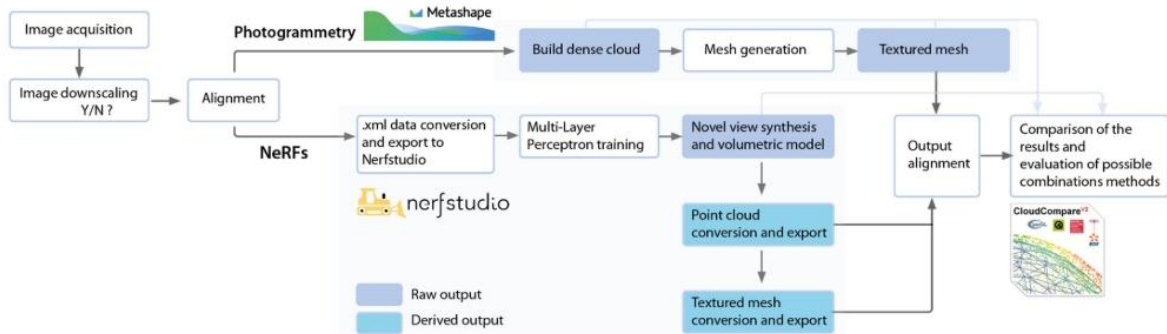 Image acquisition
Image downscaling
Y/N ?
Alignment
Photogrammetry
Metashape
Build dense cloud
Mesh generation
Textured mesh
NeRFs
.xml data conversion
and export to
Nerfstudio
Multi-Layer
Perceptron training
Novel view synthesis
and volumetric model
Output
alignment
Comparison of the
results and
evaluation of possible
combinations methods
nerfstudio
Point cloud
conversion and export
CloudCompare V2
Raw output
Derived output
Textured mesh
conversion and export